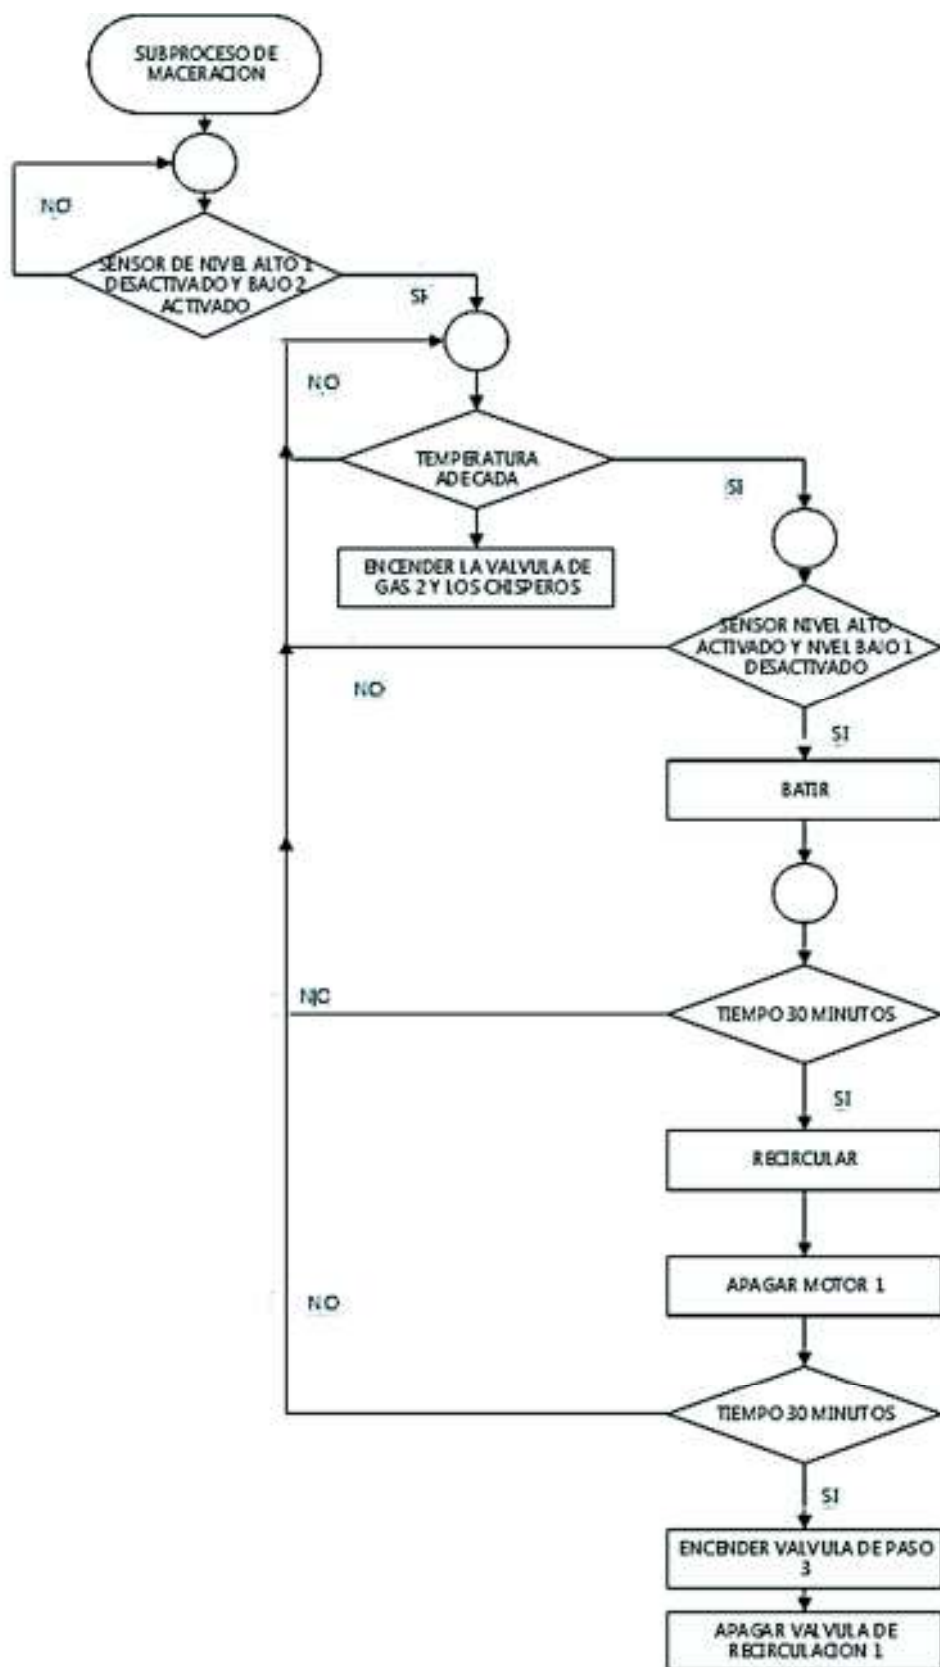 SUBPROCESO DE
MACERACION
NO
SENSOR DE NIVEL ALTO 1
DESACTIVADO Y BAJO 2
ACTIVADO
SI
NO
TEMPERATURA
ADECADA
SI
ENCENDER LA VALVULA DE
GAS 2 Y LOS CHISPEROS
SENSOR NIVEL ALTO
ACTIVADO Y NVEL BAJO 1
DESACTIVADO
NO
SI
BATIR
NO
TIEMPO 30 MINUTOS
SI
RECIRCULAR
APAGAR MOTOR 1
NO
TIEMPO 30 MINUTOS
SI
ENCENDER VALVULA DE PASO
3
APAGAR VALVULA DE
RECIRCULACION 1